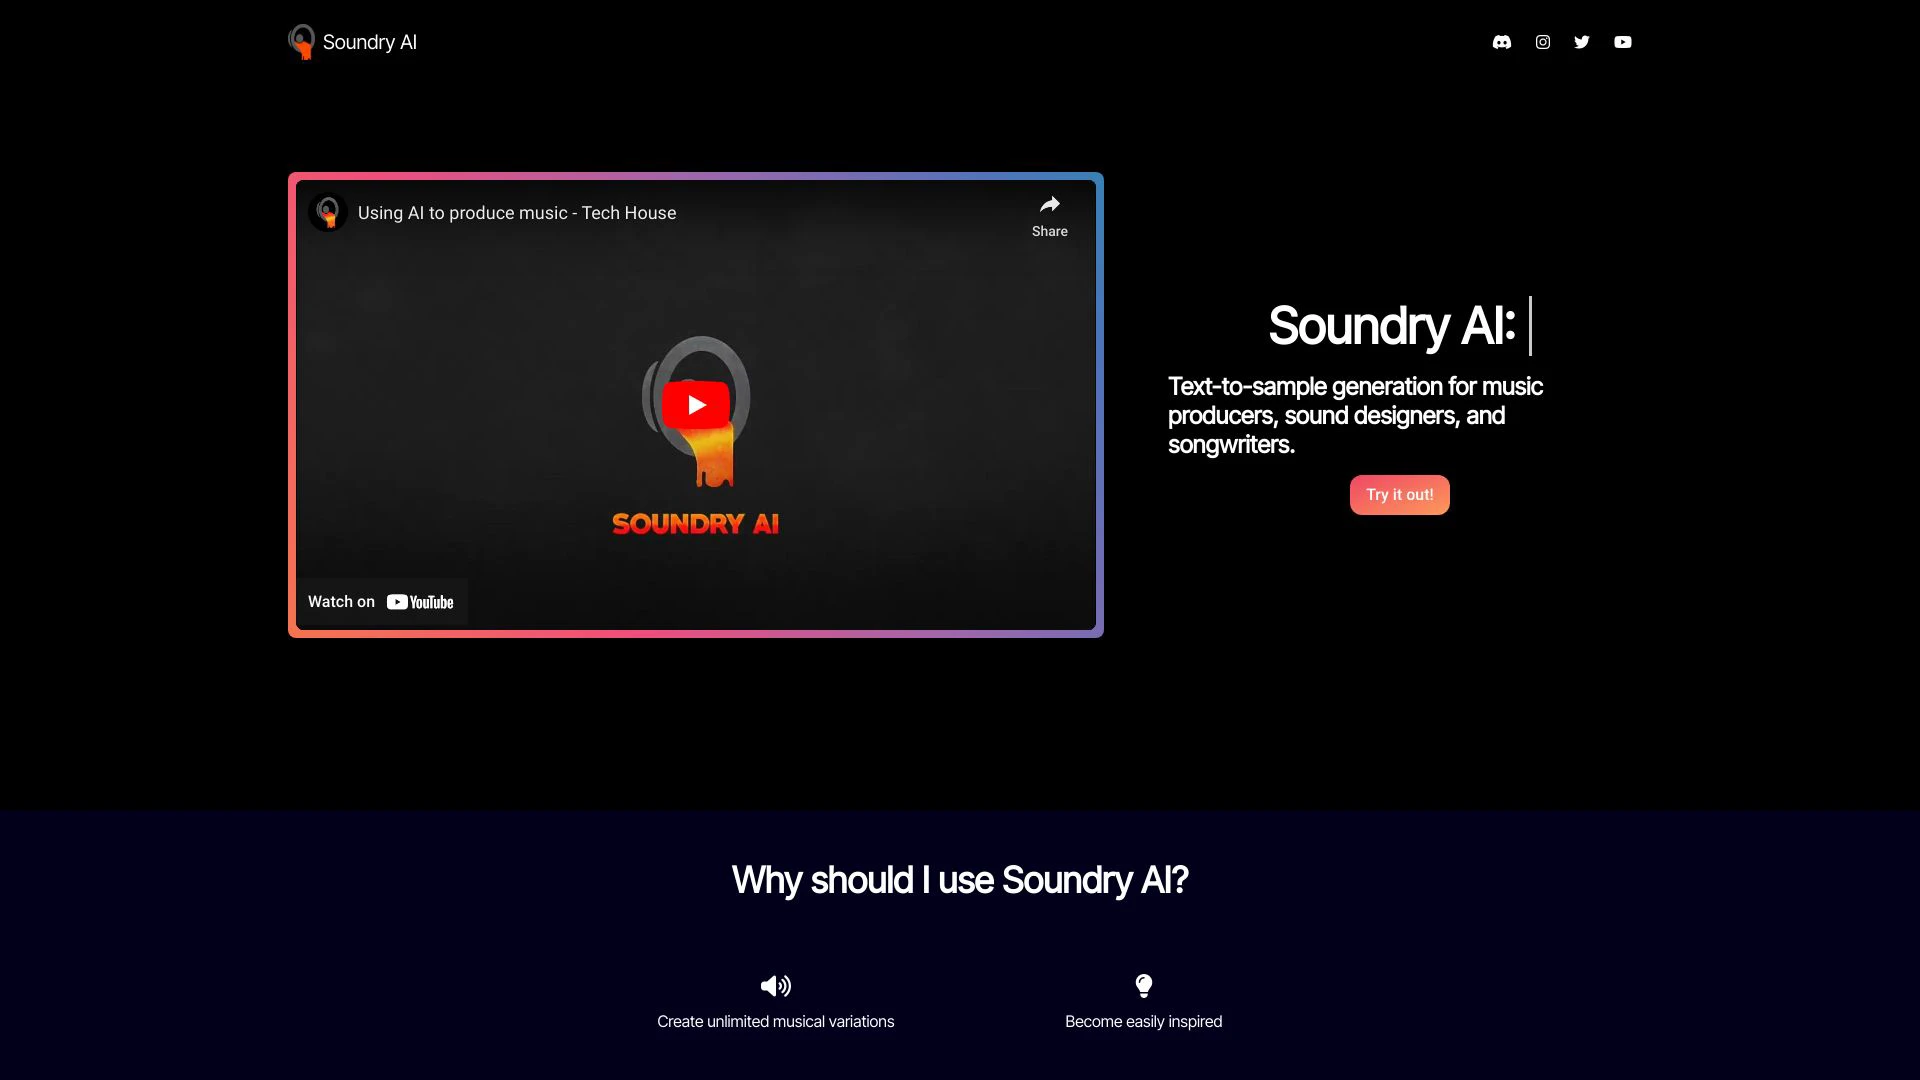 Soundry AI
Using AI to produce music - Tech House
Share
SOUNDRY AI
Watch on YouTube
Soundry AI:
Text-to-sample generation for music
producers, sound designers, and
songwriters.
Try it out!
Why should I use Soundry AI?
Create unlimited musical variations
Become easily inspired